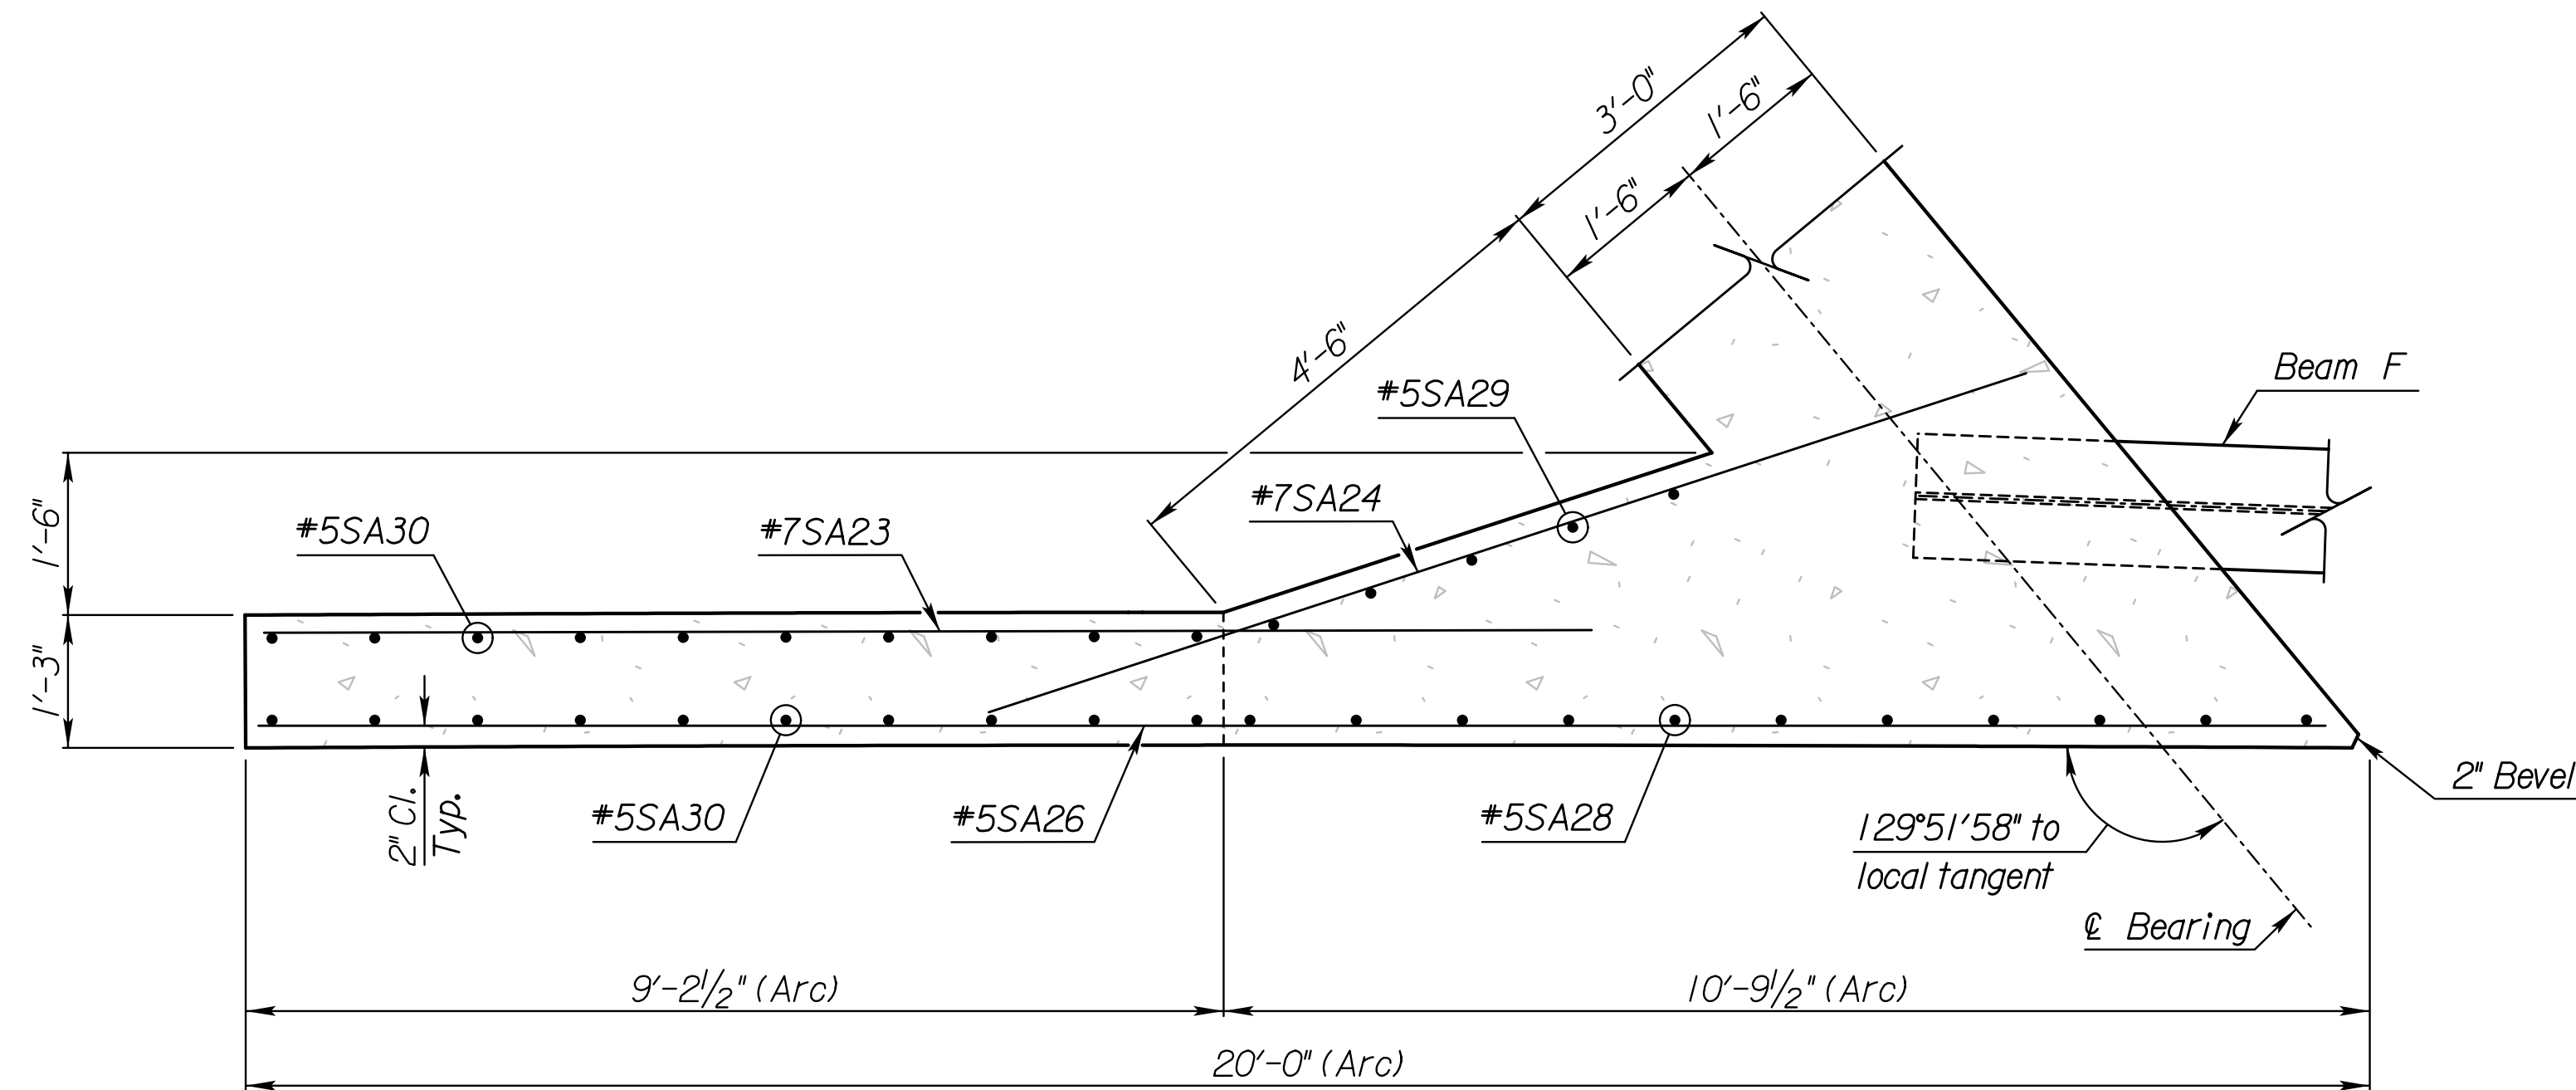 3'-0"
1'-6"
1'-6"
4'-6"
Beam F
#5SA29
#7SA24
1'-6"
#5SA30
#7SA23
1'-3"
2" Cl.
Typ.
#5SA30
#5SA26
#5SA28
2" Bevel
129°51'58" to
local tangent
℄ Bearing
9'-2½" (Arc)
10'-9½" (Arc)
20'-0" (Arc)